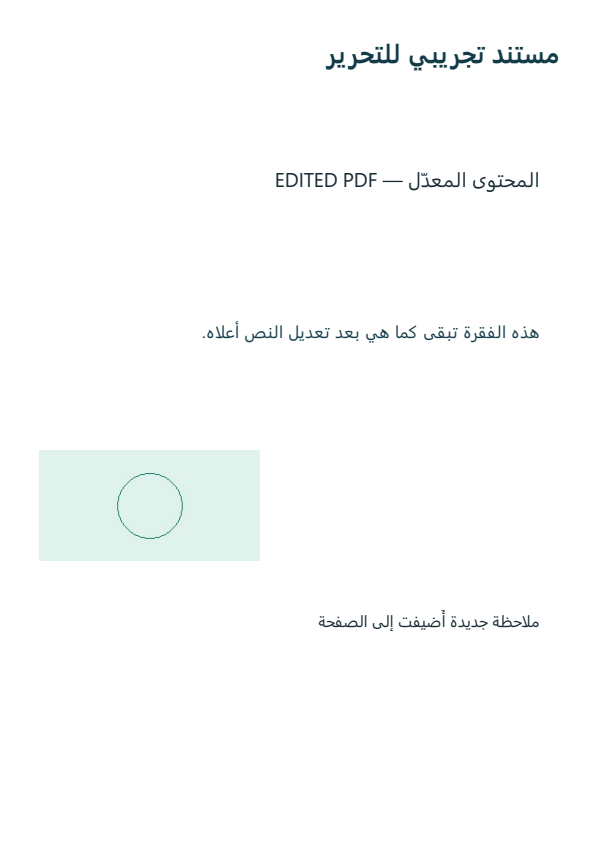 مستند تجريبي للتحرير
المحتوى المعدّل — EDITED PDF
هذه الفقرة تبقى كما هي بعد تعديل النص أعلاه.
ملاحظة جديدة أُضيفت إلى الصفحة